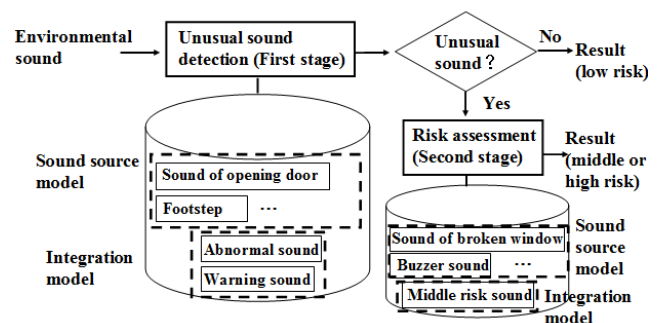 Environmental
sound
Unusual sound
detection (First stage)
Unusual
sound?
No
Result
(low risk)
Yes
Risk assessment
(Second stage)
Result
(middle or
high risk)
Sound source
model
Sound of opening door
Footstep
...
Integration
model
Abnormal sound
Warning sound
Sound of broken window
Buzzer sound
...
Sound
source
model
Middle risk sound
Integration
model